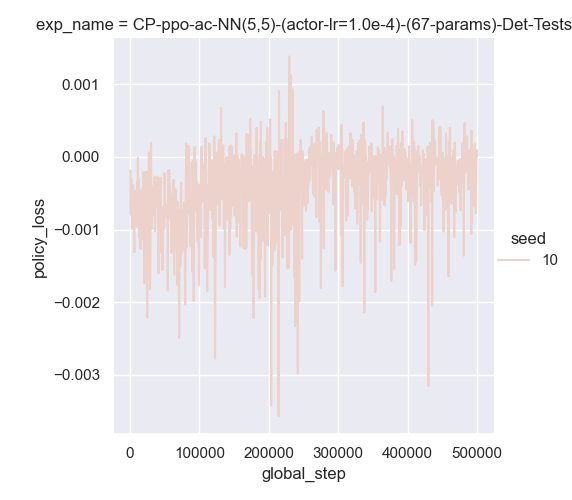 exp_name = CP-ppo-ac-NN(5,5)-(actor-lr=1.0e-4)-(67-params)-Det-Tests
0.001
0.000
−0.001
−0.002
−0.003
policy_loss
0 100000 200000 300000 400000 500000
global_step
seed
10